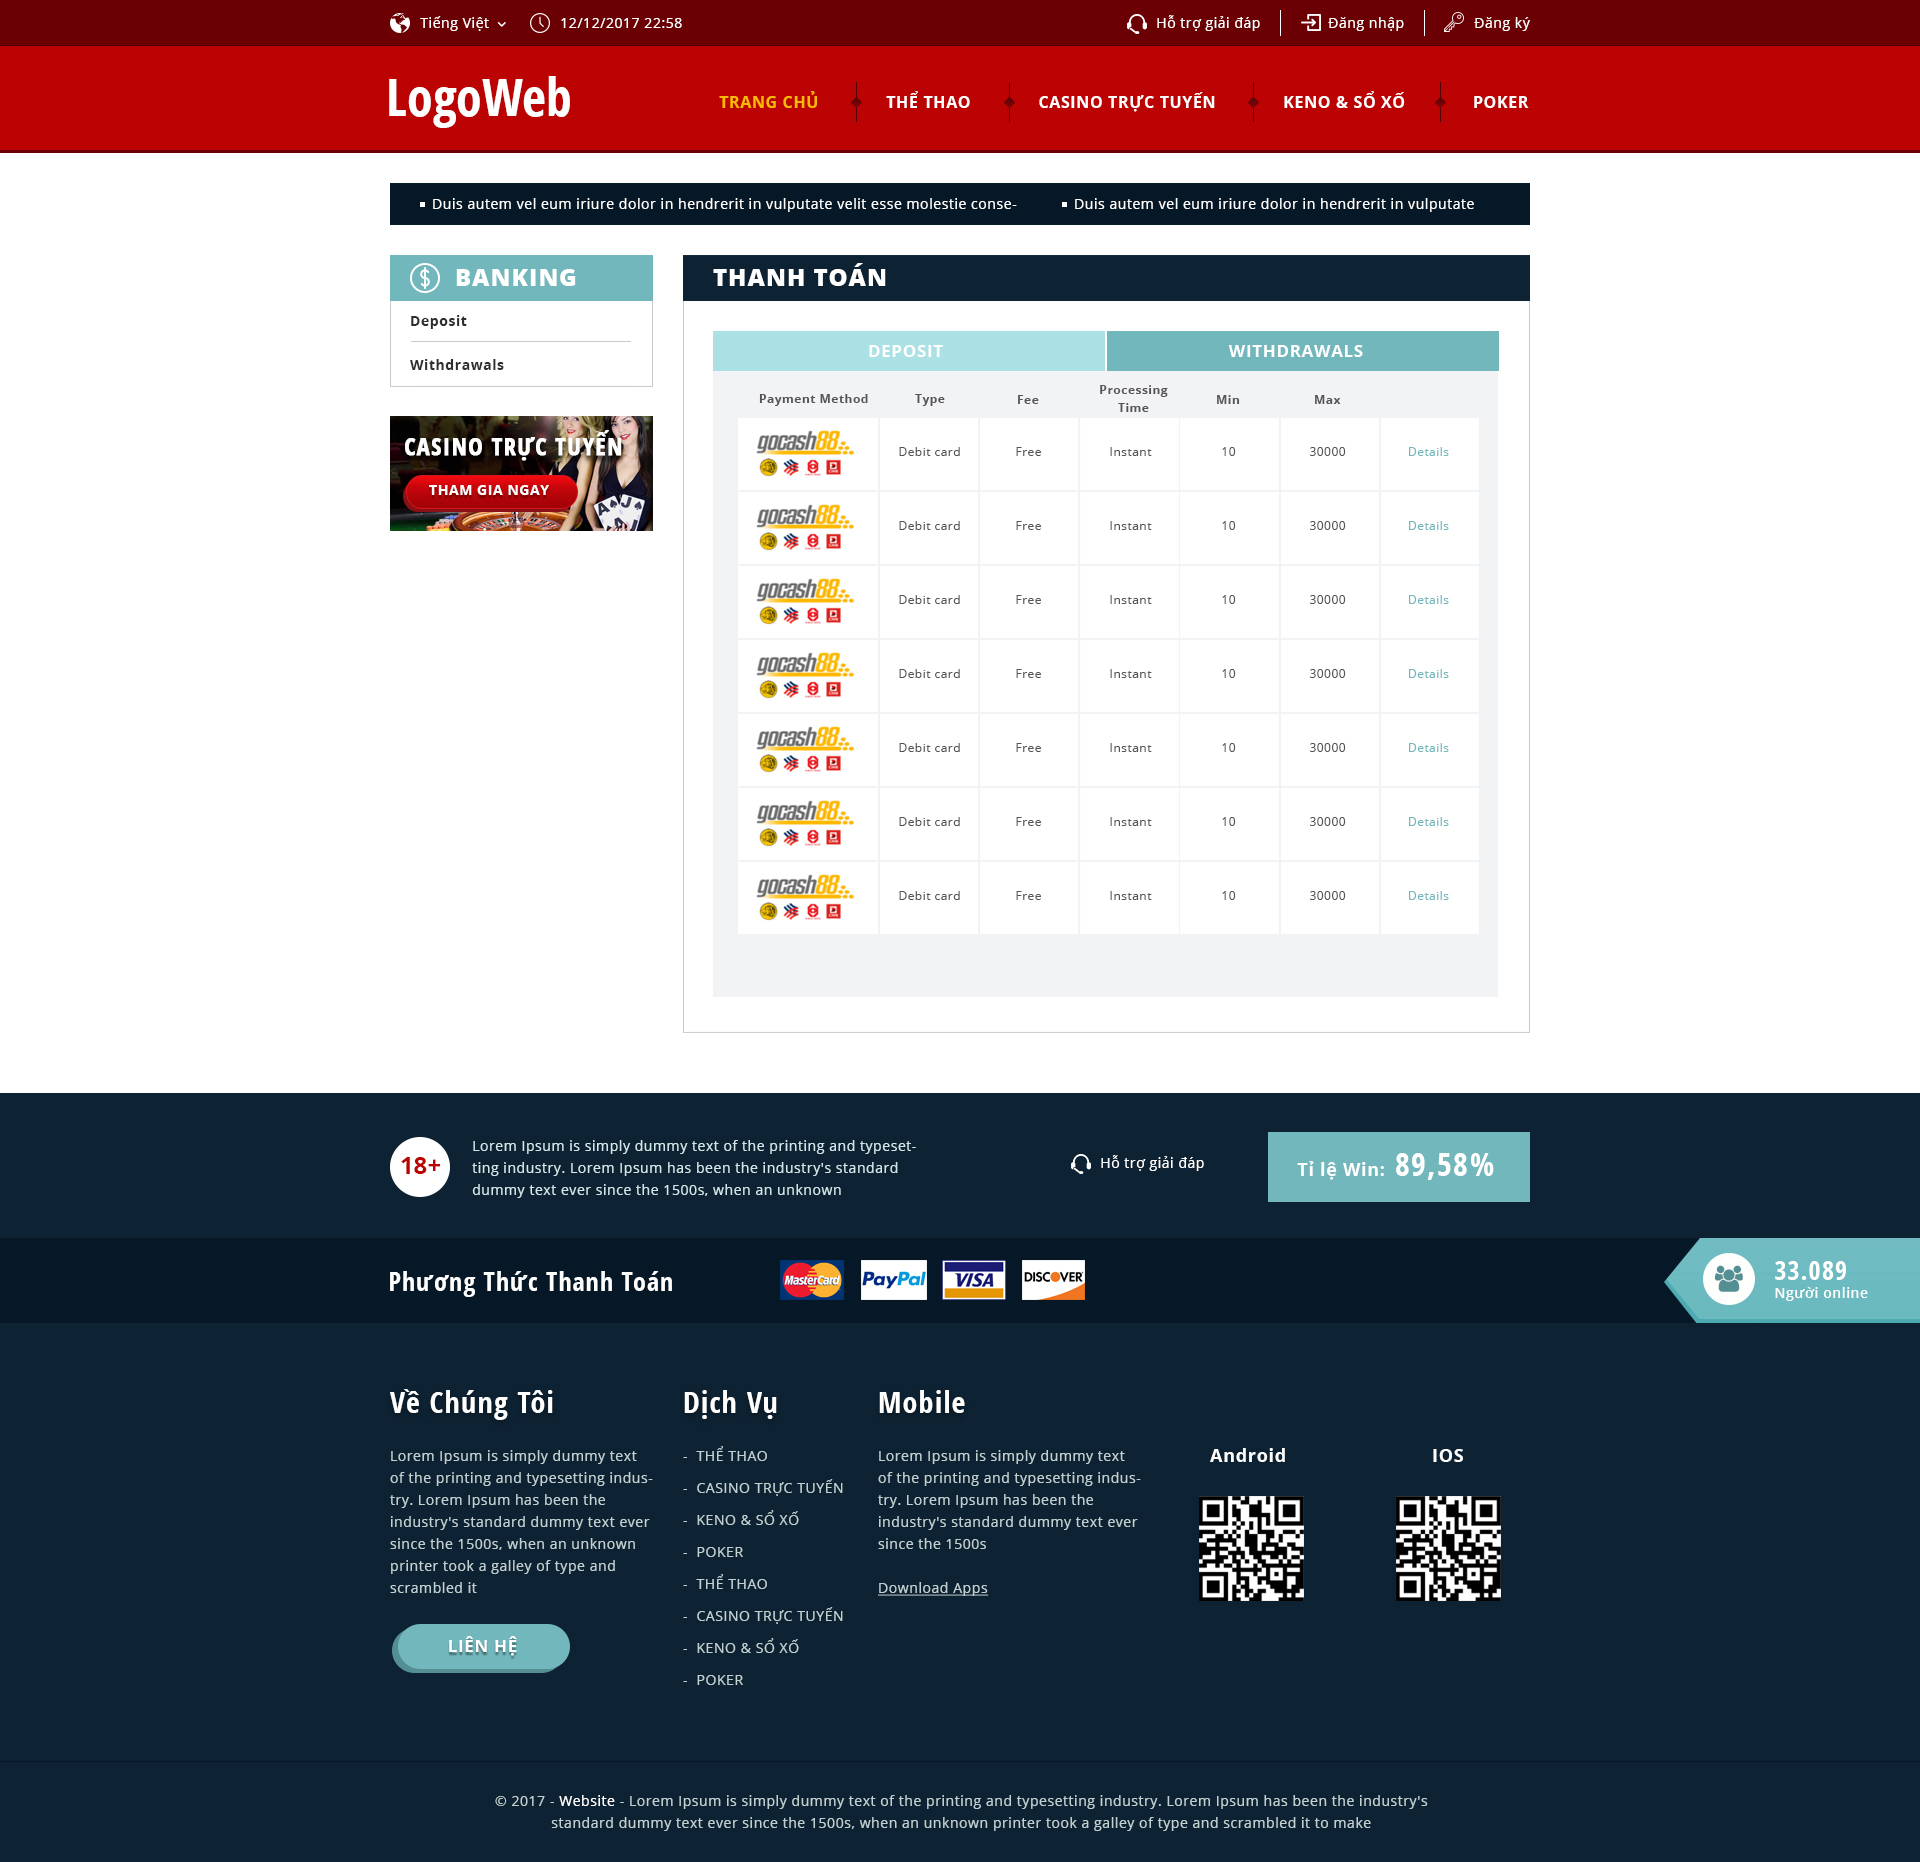 Tiếng Việt
12/12/2017 22:58
Hỗ trợ giải đáp
Đăng nhập
Đăng ký
LogoWeb
TRANG CHỦ
THỂ THAO
CASINO TRỰC TUYẾN
KENO & SỔ XỐ
POKER
Duis autem vel eum iriure dolor in hendrerit in vulputate velit esse molestie conse-
Duis autem vel eum iriure dolor in hendrerit in vulputate
BANKING
Deposit
Withdrawals
CASINO TRỰC TUYẾN
THAM GIA NGAY
THANH TOÁN
DEPOSIT
WITHDRAWALS
Payment Method Type Fee Processing Time Min Max
gocash88 Debit card Free Instant 10 30000 Details
gocash88 Debit card Free Instant 10 30000 Details
gocash88 Debit card Free Instant 10 30000 Details
gocash88 Debit card Free Instant 10 30000 Details
gocash88 Debit card Free Instant 10 30000 Details
gocash88 Debit card Free Instant 10 30000 Details
gocash88 Debit card Free Instant 10 30000 Details
18+
Lorem Ipsum is simply dummy text of the printing and typeset-
ting industry. Lorem Ipsum has been the industry's standard
dummy text ever since the 1500s, when an unknown
Hỗ trợ giải đáp
Tỉ lệ Win: 89,58%
Phương Thức Thanh Toán
MasterCard
PayPal
VISA
DISCOVER
33.089
Người online
Về Chúng Tôi
Lorem Ipsum is simply dummy text
of the printing and typesetting indus-
try. Lorem Ipsum has been the
industry's standard dummy text ever
since the 1500s, when an unknown
printer took a galley of type and
scrambled it
LIÊN HỆ
Dịch Vụ
- THỂ THAO
- CASINO TRỰC TUYẾN
- KENO & SỔ XỐ
- POKER
- THỂ THAO
- CASINO TRỰC TUYẾN
- KENO & SỔ XỐ
- POKER
Mobile
Lorem Ipsum is simply dummy text
of the printing and typesetting indus-
try. Lorem Ipsum has been the
industry's standard dummy text ever
since the 1500s
Download Apps
Android
IOS
© 2017 - Website - Lorem Ipsum is simply dummy text of the printing and typesetting industry. Lorem Ipsum has been the industry's
standard dummy text ever since the 1500s, when an unknown printer took a galley of type and scrambled it to make